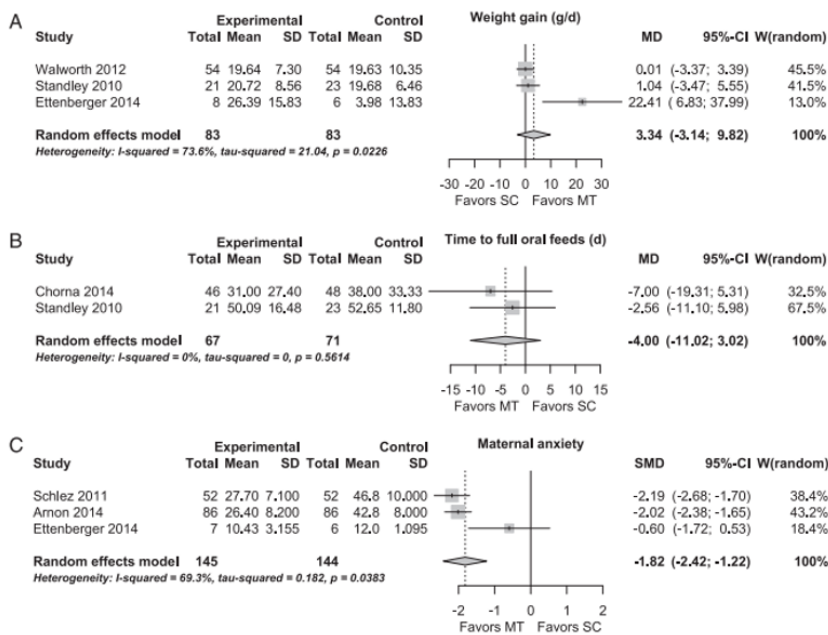 A
Experimental Control Weight gain (g/d)
Study Total Mean SD Total Mean SD MD 95%-CI W(random)
Walworth 2012 54 19.64 7.30 54 19.63 10.35 0.01 (-3.37; 3.39) 45.5%
Standley 2010 21 20.72 8.56 23 19.68 6.46 1.04 (-3.47; 5.55) 41.5%
Ettenberger 2014 8 26.39 15.83 6 3.98 13.83 22.41 ( 6.83; 37.99) 13.0%
Random effects model 83 83 3.34 (-3.14; 9.82) 100%
Heterogeneity: I-squared = 73.6%, tau-squared = 21.04, p = 0.0226
-30 -20 -10 0 10 20 30
Favors SC Favors MT
B
Experimental Control Time to full oral feeds (d)
Study Total Mean SD Total Mean SD MD 95%-CI W(random)
Chorna 2014 46 31.00 27.40 48 38.00 33.33 -7.00 (-19.31; 5.31) 32.5%
Standley 2010 21 50.09 16.48 23 52.65 11.80 -2.56 (-11.10; 5.98) 67.5%
Random effects model 67 71 -4.00 (-11.02; 3.02) 100%
Heterogeneity: I-squared = 0%, tau-squared = 0, p = 0.5614
-15 -10 -5 0 5 10 15
Favors MT Favors SC
C
Experimental Control Maternal anxiety
Study Total Mean SD Total Mean SD SMD 95%-CI W(random)
Schlez 2011 52 27.70 7.100 52 46.8 10.000 -2.19 (-2.68; -1.70) 38.4%
Arnon 2014 86 26.40 8.200 86 42.8 8.000 -2.02 (-2.38; -1.65) 43.2%
Ettenberger 2014 7 10.43 3.155 6 12.0 1.095 -0.60 (-1.72; 0.53) 18.4%
Random effects model 145 144 -1.82 (-2.42; -1.22) 100%
Heterogeneity: I-squared = 69.3%, tau-squared = 0.182, p = 0.0383
-2 -1 0 1 2
Favors MT Favors SC